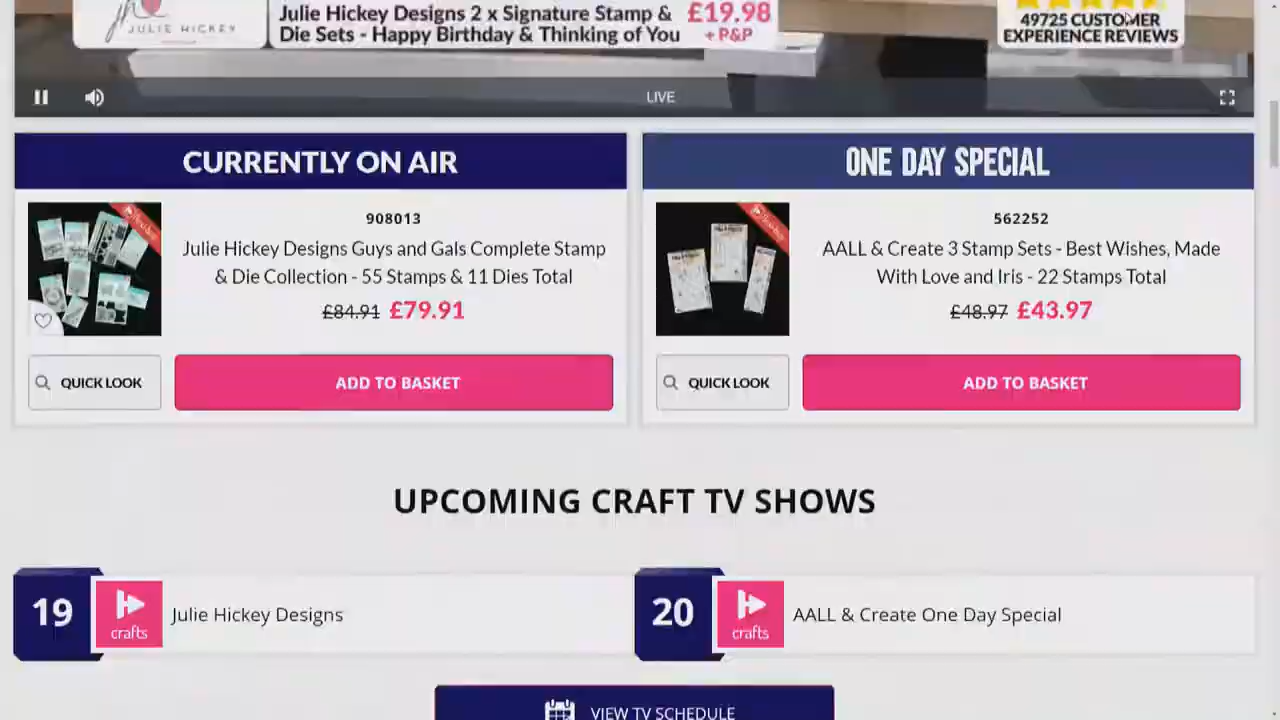 JULIE HICKEY
Julie Hickey Designs 2 x Signature Stamp &
Die Sets - Happy Birthday & Thinking of You
£19.98
+ P&P
49725 CUSTOMER
EXPERIENCE REVIEWS
LIVE
CURRENTLY ON AIR
908013
Julie Hickey Designs Guys and Gals Complete Stamp
& Die Collection - 55 Stamps & 11 Dies Total
£84.91 £79.91
QUICK LOOK
ADD TO BASKET
ONE DAY SPECIAL
562252
AALL & Create 3 Stamp Sets - Best Wishes, Made
With Love and Iris - 22 Stamps Total
£48.97 £43.97
QUICK LOOK
ADD TO BASKET
UPCOMING CRAFT TV SHOWS
19
crafts
Julie Hickey Designs
20
crafts
AALL & Create One Day Special
VIEW TV SCHEDULE